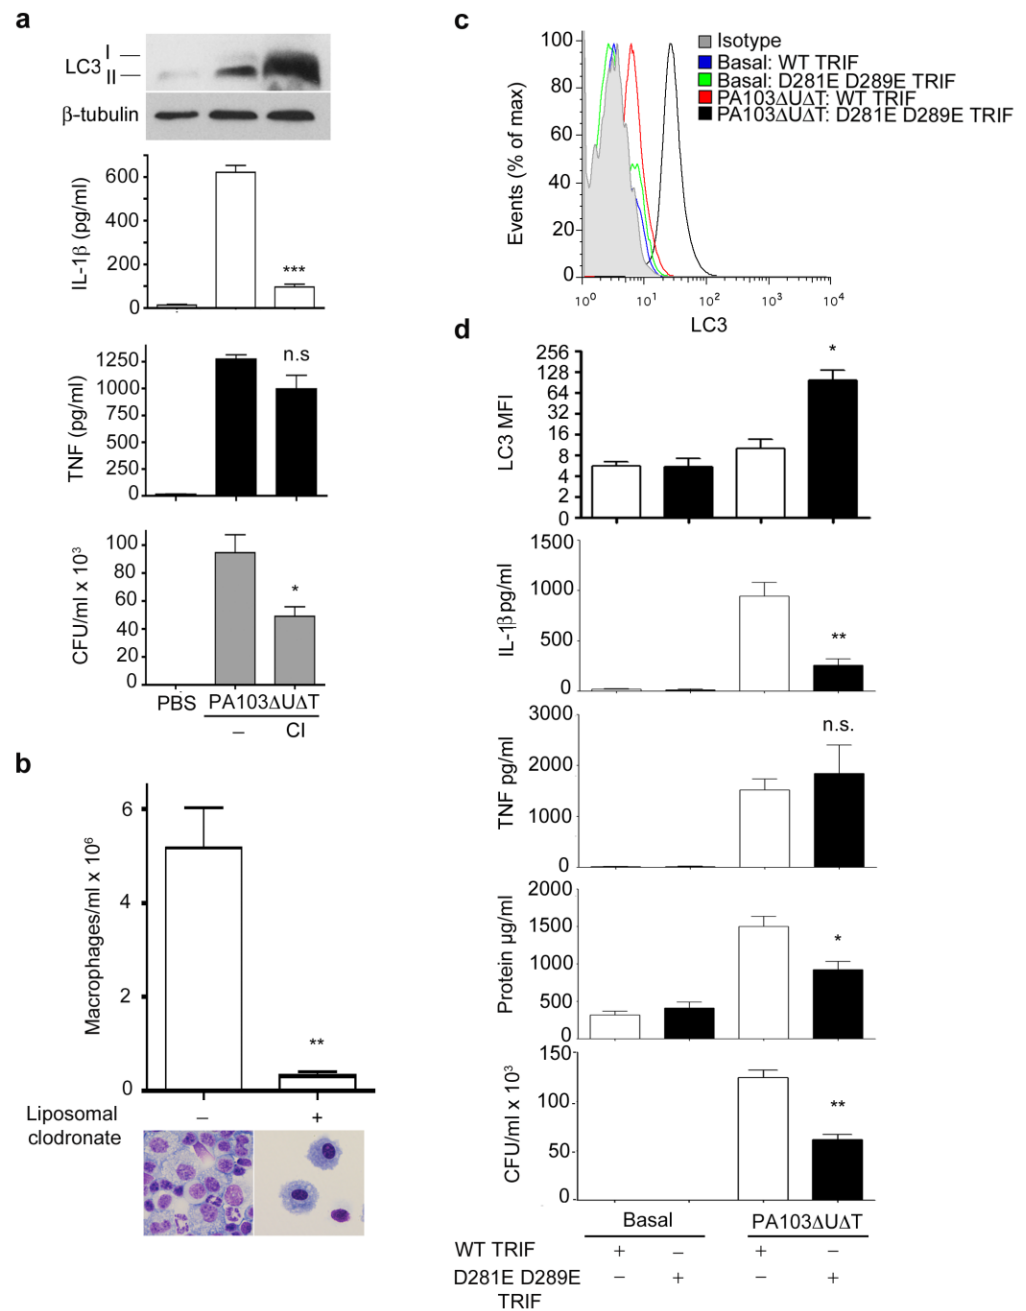 a
LC3
I
II
β-tubulin
IL-1β (pg/ml)
600
400
200
0
***
TNF (pg/ml)
1250
1000
750
500
250
0
n.s
CFU/ml x 10³
100
80
60
40
20
0
*
PBS
PA103ΔUΔT
–
Cl
b
Macrophages/ml x 10⁶
6
4
2
0
**
Liposomal
clodronate
–
+
c
Events (% of max)
100
80
60
40
20
0
10⁰
10¹
10²
10³
10⁴
LC3
Isotype
Basal: WT TRIF
Basal: D281E D289E TRIF
PA103ΔUΔT: WT TRIF
PA103ΔUΔT: D281E D289E TRIF
d
LC3 MFI
256
128
64
32
16
8
4
2
0
*
IL-1β pg/ml
1500
1000
500
0
**
TNF pg/ml
3000
2000
1000
0
n.s.
Protein µg/ml
2000
1500
1000
500
0
*
CFU/ml x 10³
150
100
50
0
**
Basal
PA103ΔUΔT
WT TRIF
+ – + –
D281E D289E
TRIF
– + – +